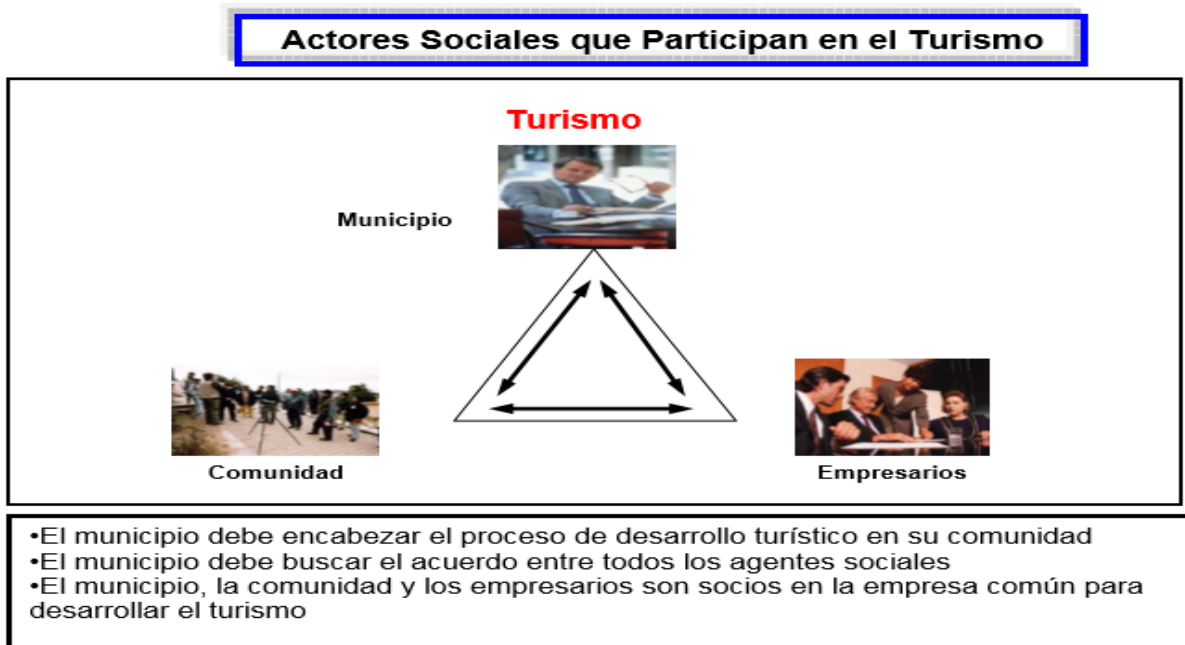 Actores Sociales que Participan en el Turismo
Turismo
Municipio
Comunidad
Empresarios
•El municipio debe encabezar el proceso de desarrollo turístico en su comunidad
•El municipio debe buscar el acuerdo entre todos los agentes sociales
•El municipio, la comunidad y los empresarios son socios en la empresa común para
desarrollar el turismo